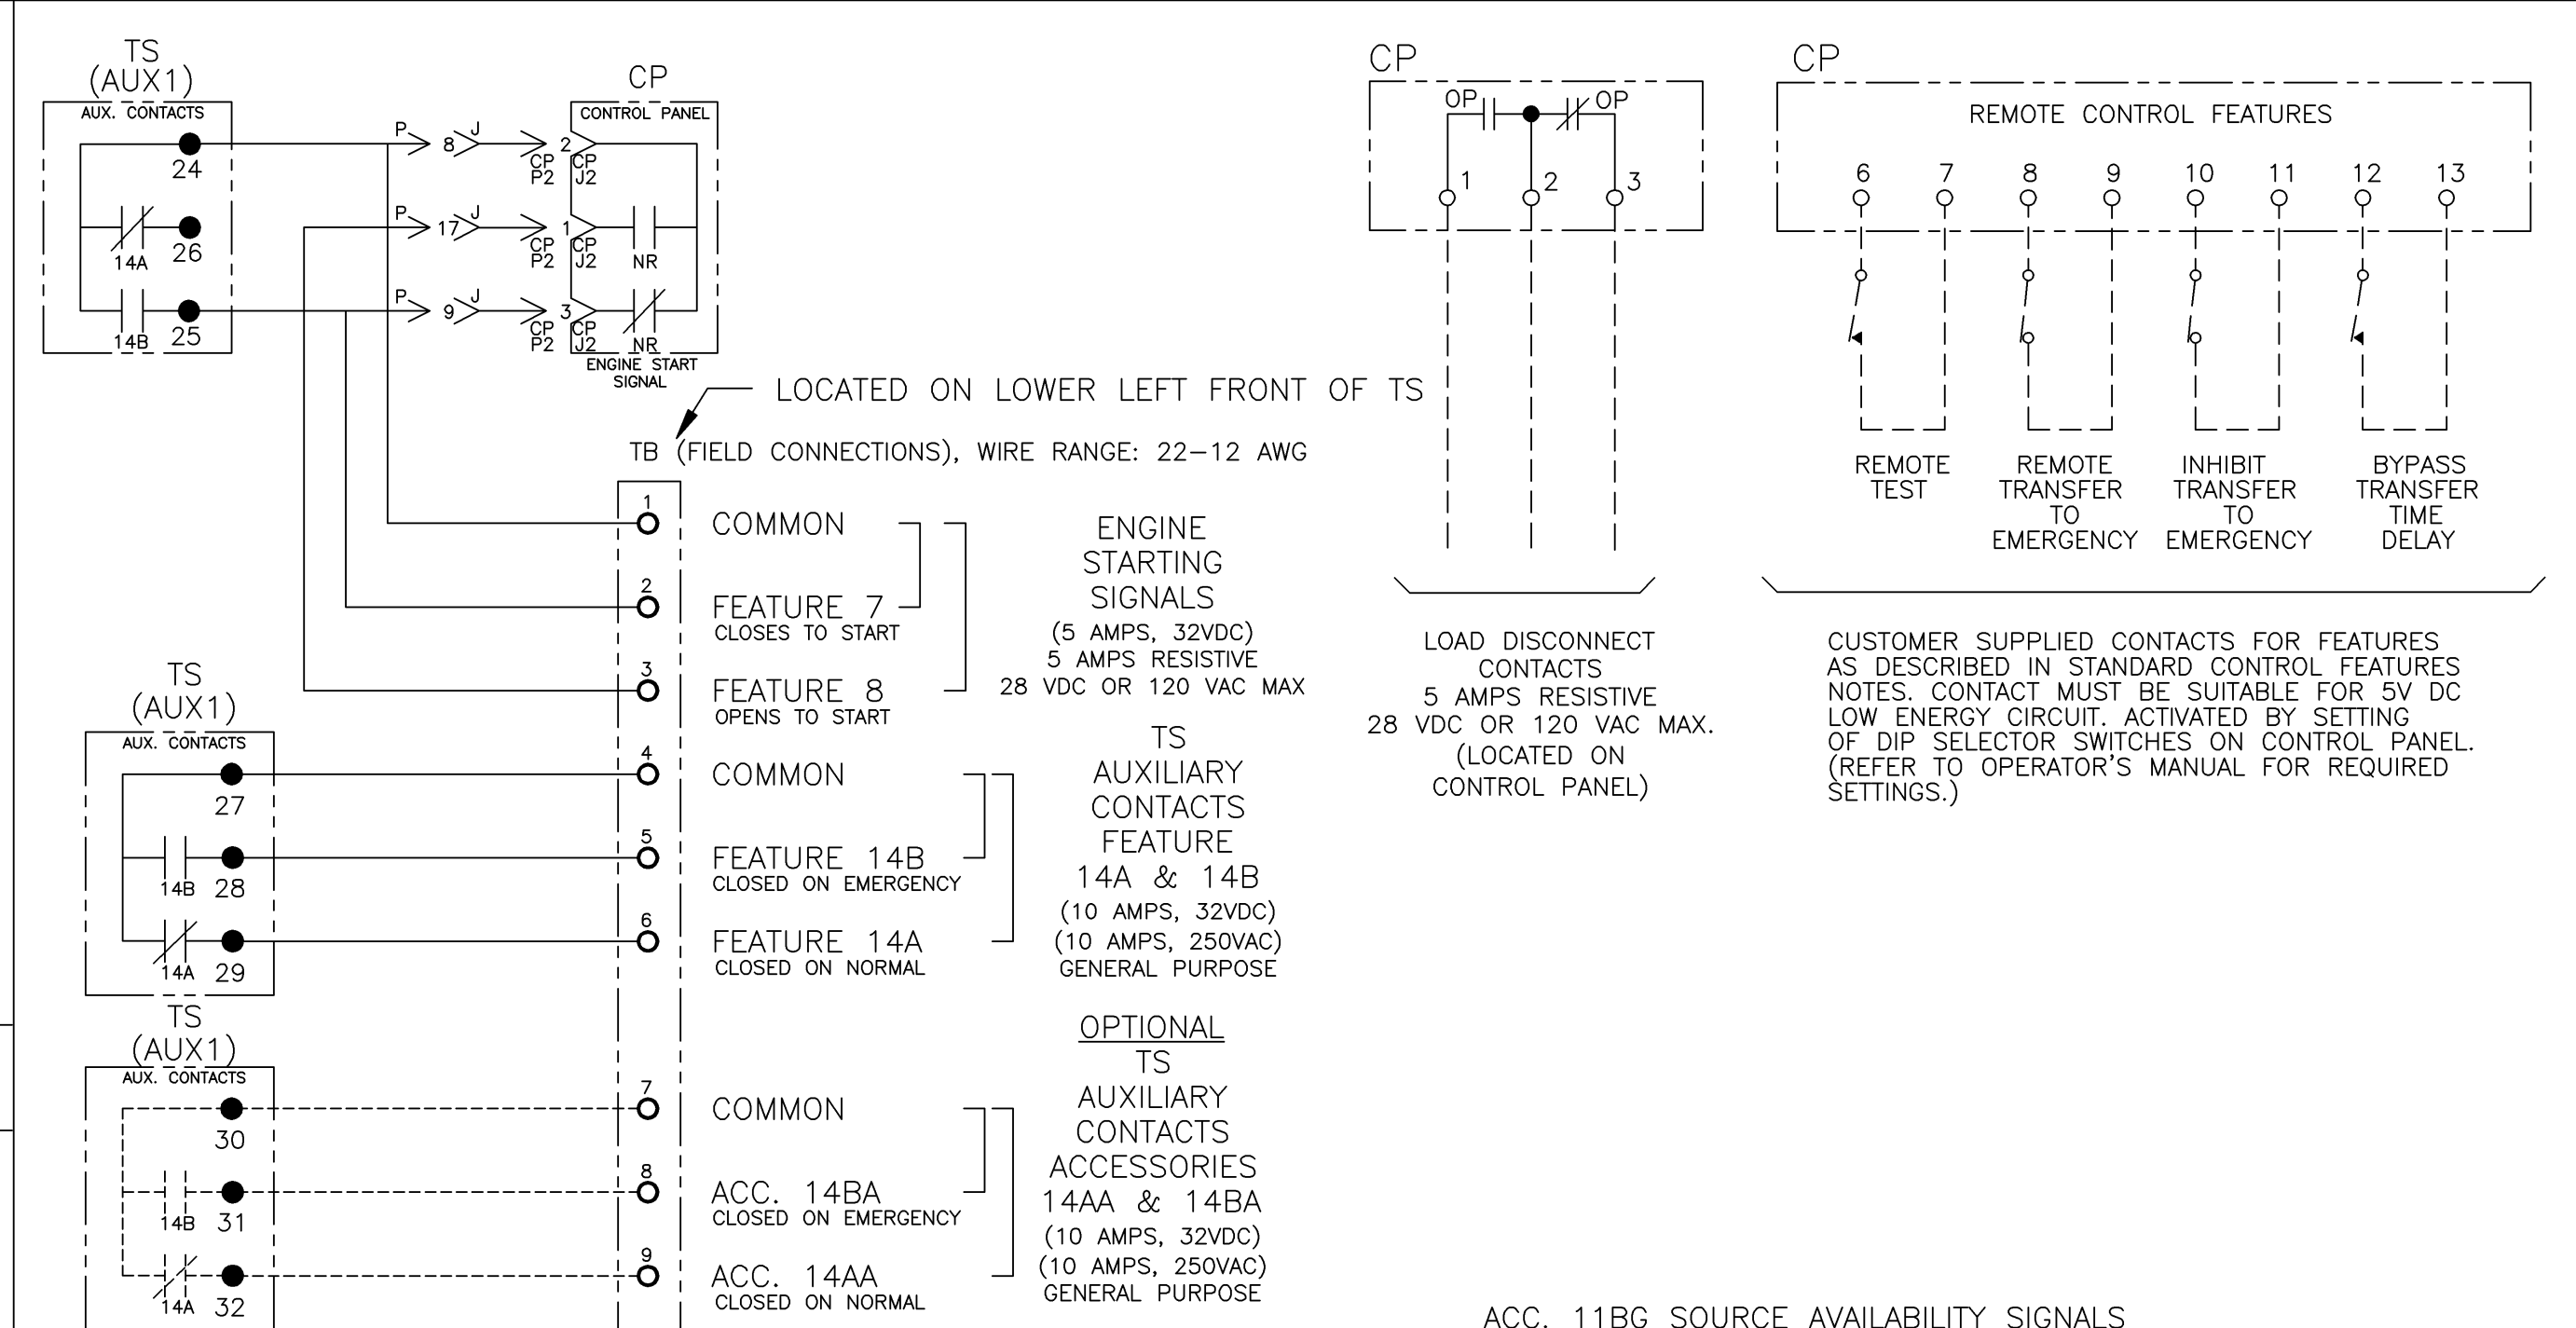 TS
(AUX1)
AUX. CONTACTS
24
26
14A
25
14B
P
8
J
CP
P2
2
CP
J2
P
17
J
CP
P2
1
CP
J2
NR
P
9
J
CP
P2
3
CP
J2
NR
CP
CONTROL PANEL
ENGINE START
SIGNAL
LOCATED ON LOWER LEFT FRONT OF TS
TB (FIELD CONNECTIONS), WIRE RANGE: 22-12 AWG
1
COMMON
2
FEATURE 7
CLOSES TO START
3
FEATURE 8
OPENS TO START
ENGINE
STARTING
SIGNALS
(5 AMPS, 32VDC)
5 AMPS RESISTIVE
28 VDC OR 120 VAC MAX
TS
(AUX1)
AUX. CONTACTS
27
14B
28
14A
29
4
COMMON
5
FEATURE 14B
CLOSED ON EMERGENCY
6
FEATURE 14A
CLOSED ON NORMAL
TS
AUXILIARY
CONTACTS
FEATURE
14A & 14B
(10 AMPS, 32VDC)
(10 AMPS, 250VAC)
GENERAL PURPOSE
TS
(AUX1)
AUX. CONTACTS
30
14B
31
14A
32
7
COMMON
8
ACC. 14BA
CLOSED ON EMERGENCY
9
ACC. 14AA
CLOSED ON NORMAL
OPTIONAL
TS
AUXILIARY
CONTACTS
ACCESSORIES
14AA & 14BA
(10 AMPS, 32VDC)
(10 AMPS, 250VAC)
GENERAL PURPOSE
CP
OP
OP
1
2
3
LOAD DISCONNECT
CONTACTS
5 AMPS RESISTIVE
28 VDC OR 120 VAC MAX.
(LOCATED ON
CONTROL PANEL)
CP
REMOTE CONTROL FEATURES
6 7 8 9 10 11 12 13
REMOTE
TEST
REMOTE
TRANSFER
TO
EMERGENCY
INHIBIT
TRANSFER
TO
EMERGENCY
BYPASS
TRANSFER
TIME
DELAY
CUSTOMER SUPPLIED CONTACTS FOR FEATURES
AS DESCRIBED IN STANDARD CONTROL FEATURES
NOTES. CONTACT MUST BE SUITABLE FOR 5V DC
LOW ENERGY CIRCUIT. ACTIVATED BY SETTING
OF DIP SELECTOR SWITCHES ON CONTROL PANEL.
(REFER TO OPERATOR'S MANUAL FOR REQUIRED
SETTINGS.)
ACC. 11BG SOURCE AVAILABILITY SIGNALS